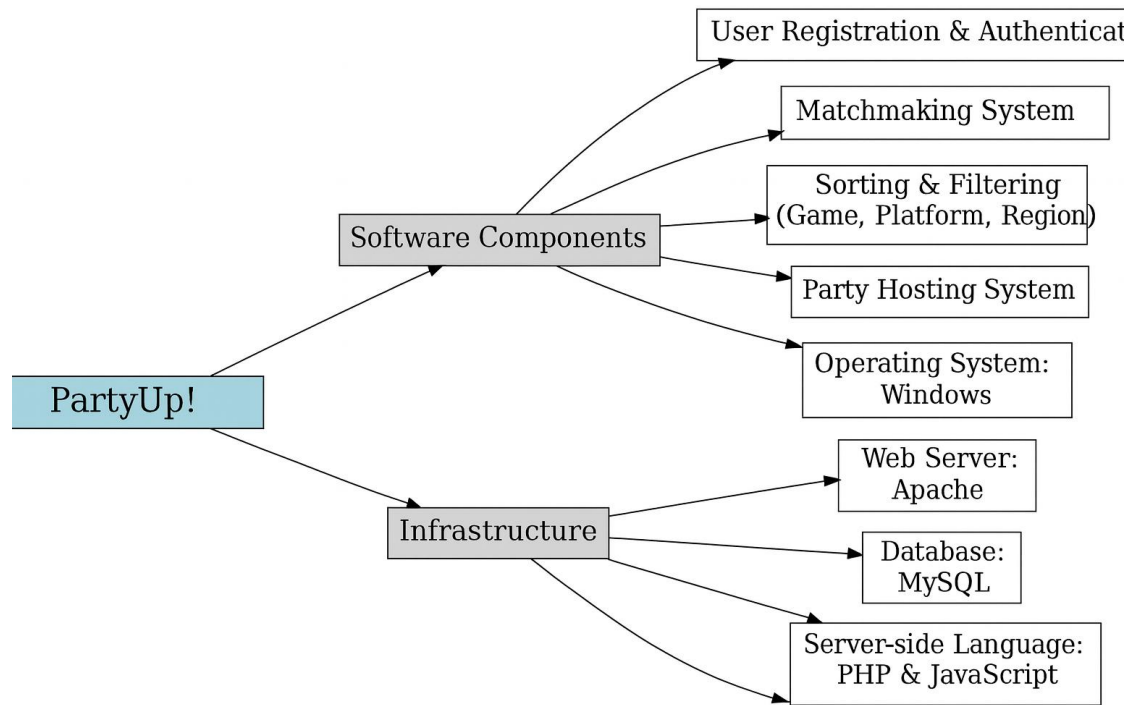 User Registration & Authenticat
Matchmaking System
Sorting & Filtering
(Game, Platform, Region)
Software Components
Party Hosting System
Operating System:
Windows
PartyUp!
Web Server:
Apache
Infrastructure
Database:
MySQL
Server-side Language:
PHP & JavaScript